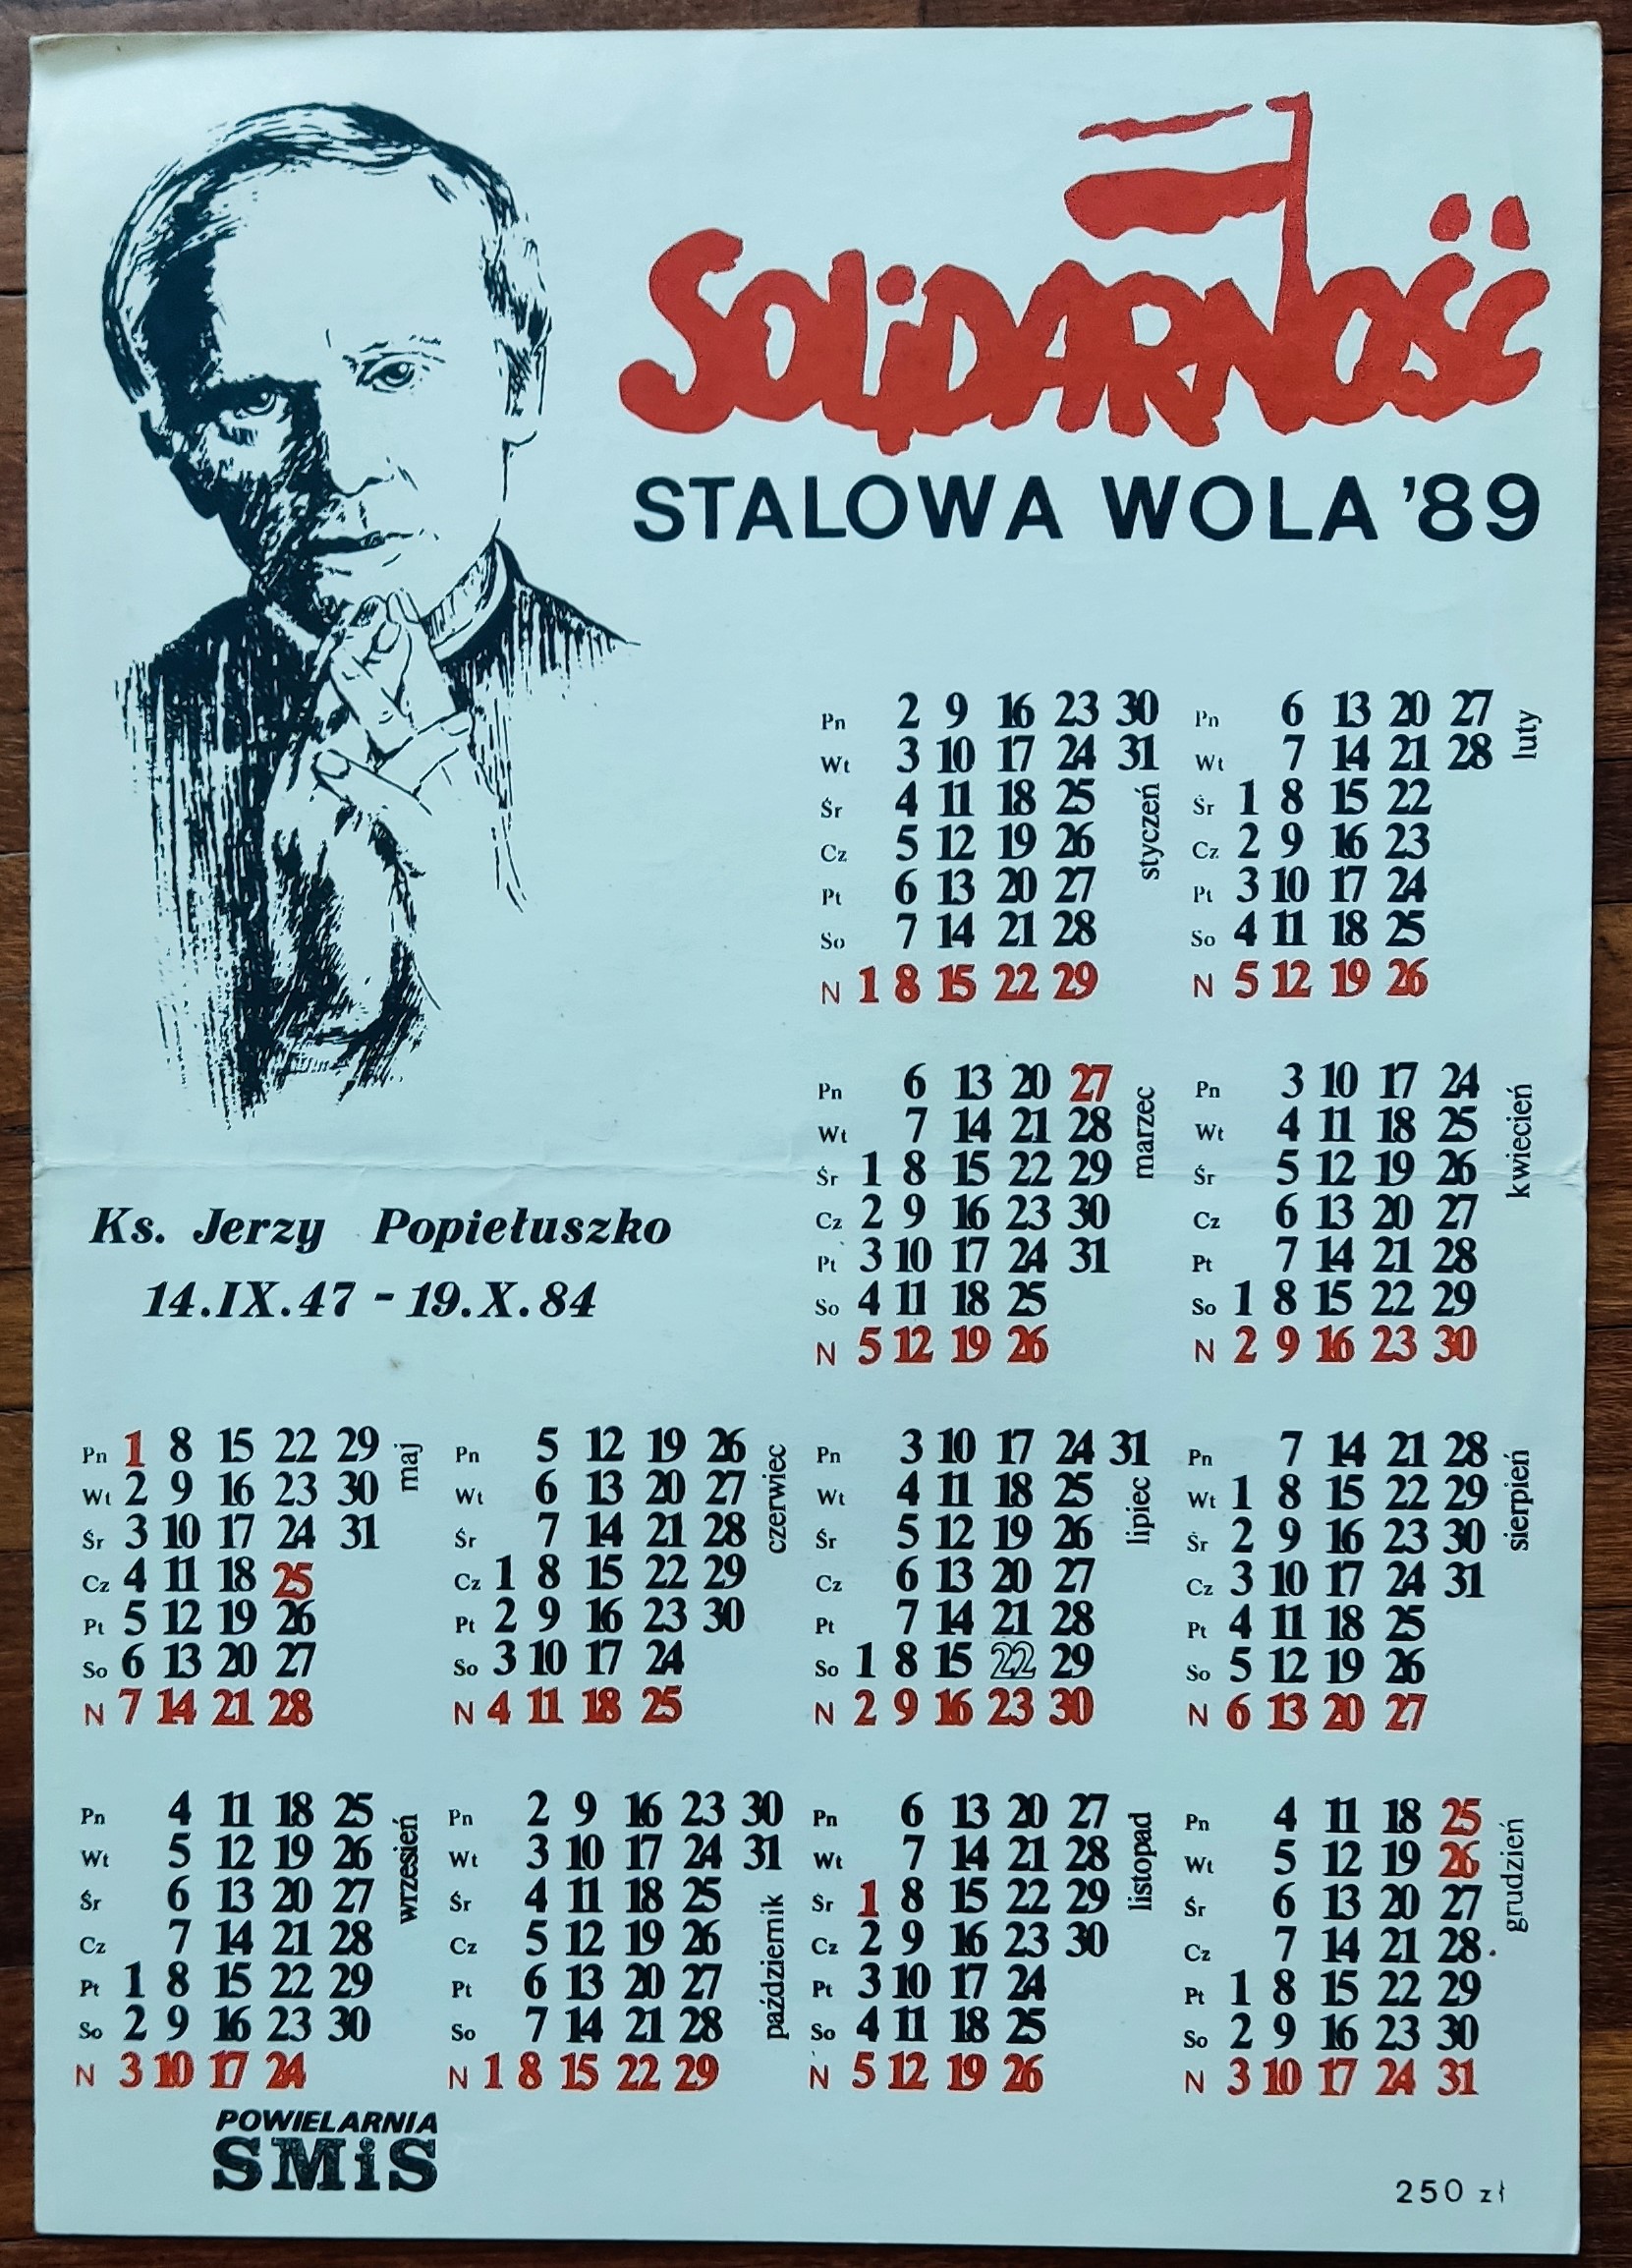 SOLiDARNOŚĆ
STALOWA WOLA '89
Pn 2 9 16 23 30
Wt 3 10 17 24 31
Śr 4 11 18 25
Cz 5 12 19 26
Pt 6 13 20 27
So 7 14 21 28
N 1 8 15 22 29
styczeń
Pn 6 13 20 27
Wt 7 14 21 28
Śr 1 8 15 22
Cz 2 9 16 23
Pt 3 10 17 24
So 4 11 18 25
N 5 12 19 26
luty
Pn 6 13 20 27
Wt 7 14 21 28
Śr 1 8 15 22 29
Cz 2 9 16 23 30
Pt 3 10 17 24 31
So 4 11 18 25
N 5 12 19 26
marzec
Pn 3 10 17 24
Wt 4 11 18 25
Śr 5 12 19 26
Cz 6 13 20 27
Pt 7 14 21 28
So 1 8 15 22 29
N 2 9 16 23 30
kwiecień
Ks. Jerzy Popiełuszko
14.IX.47 - 19.X.84
Pn 1 8 15 22 29
Wt 2 9 16 23 30
Śr 3 10 17 24 31
Cz 4 11 18 25
Pt 5 12 19 26
So 6 13 20 27
N 7 14 21 28
maj
Pn 5 12 19 26
Wt 6 13 20 27
Śr 7 14 21 28
Cz 1 8 15 22 29
Pt 2 9 16 23 30
So 3 10 17 24
N 4 11 18 25
czerwiec
Pn 3 10 17 24 31
Wt 4 11 18 25
Śr 5 12 19 26
Cz 6 13 20 27
Pt 7 14 21 28
So 1 8 15 22 29
N 2 9 16 23 30
lipiec
Pn 7 14 21 28
Wt 1 8 15 22 29
Śr 2 9 16 23 30
Cz 3 10 17 24 31
Pt 4 11 18 25
So 5 12 19 26
N 6 13 20 27
sierpień
Pn 4 11 18 25
Wt 5 12 19 26
Śr 6 13 20 27
Cz 7 14 21 28
Pt 1 8 15 22 29
So 2 9 16 23 30
N 3 10 17 24
wrzesień
Pn 2 9 16 23 30
Wt 3 10 17 24 31
Śr 4 11 18 25
Cz 5 12 19 26
Pt 6 13 20 27
So 7 14 21 28
N 1 8 15 22 29
październik
Pn 6 13 20 27
Wt 7 14 21 28
Śr 1 8 15 22 29
Cz 2 9 16 23 30
Pt 3 10 17 24
So 4 11 18 25
N 5 12 19 26
listopad
Pn 4 11 18 25
Wt 5 12 19 26
Śr 6 13 20 27
Cz 7 14 21 28
Pt 1 8 15 22 29
So 2 9 16 23 30
N 3 10 17 24 31
grudzień
POWIELARNIA
SMiS
250 zł